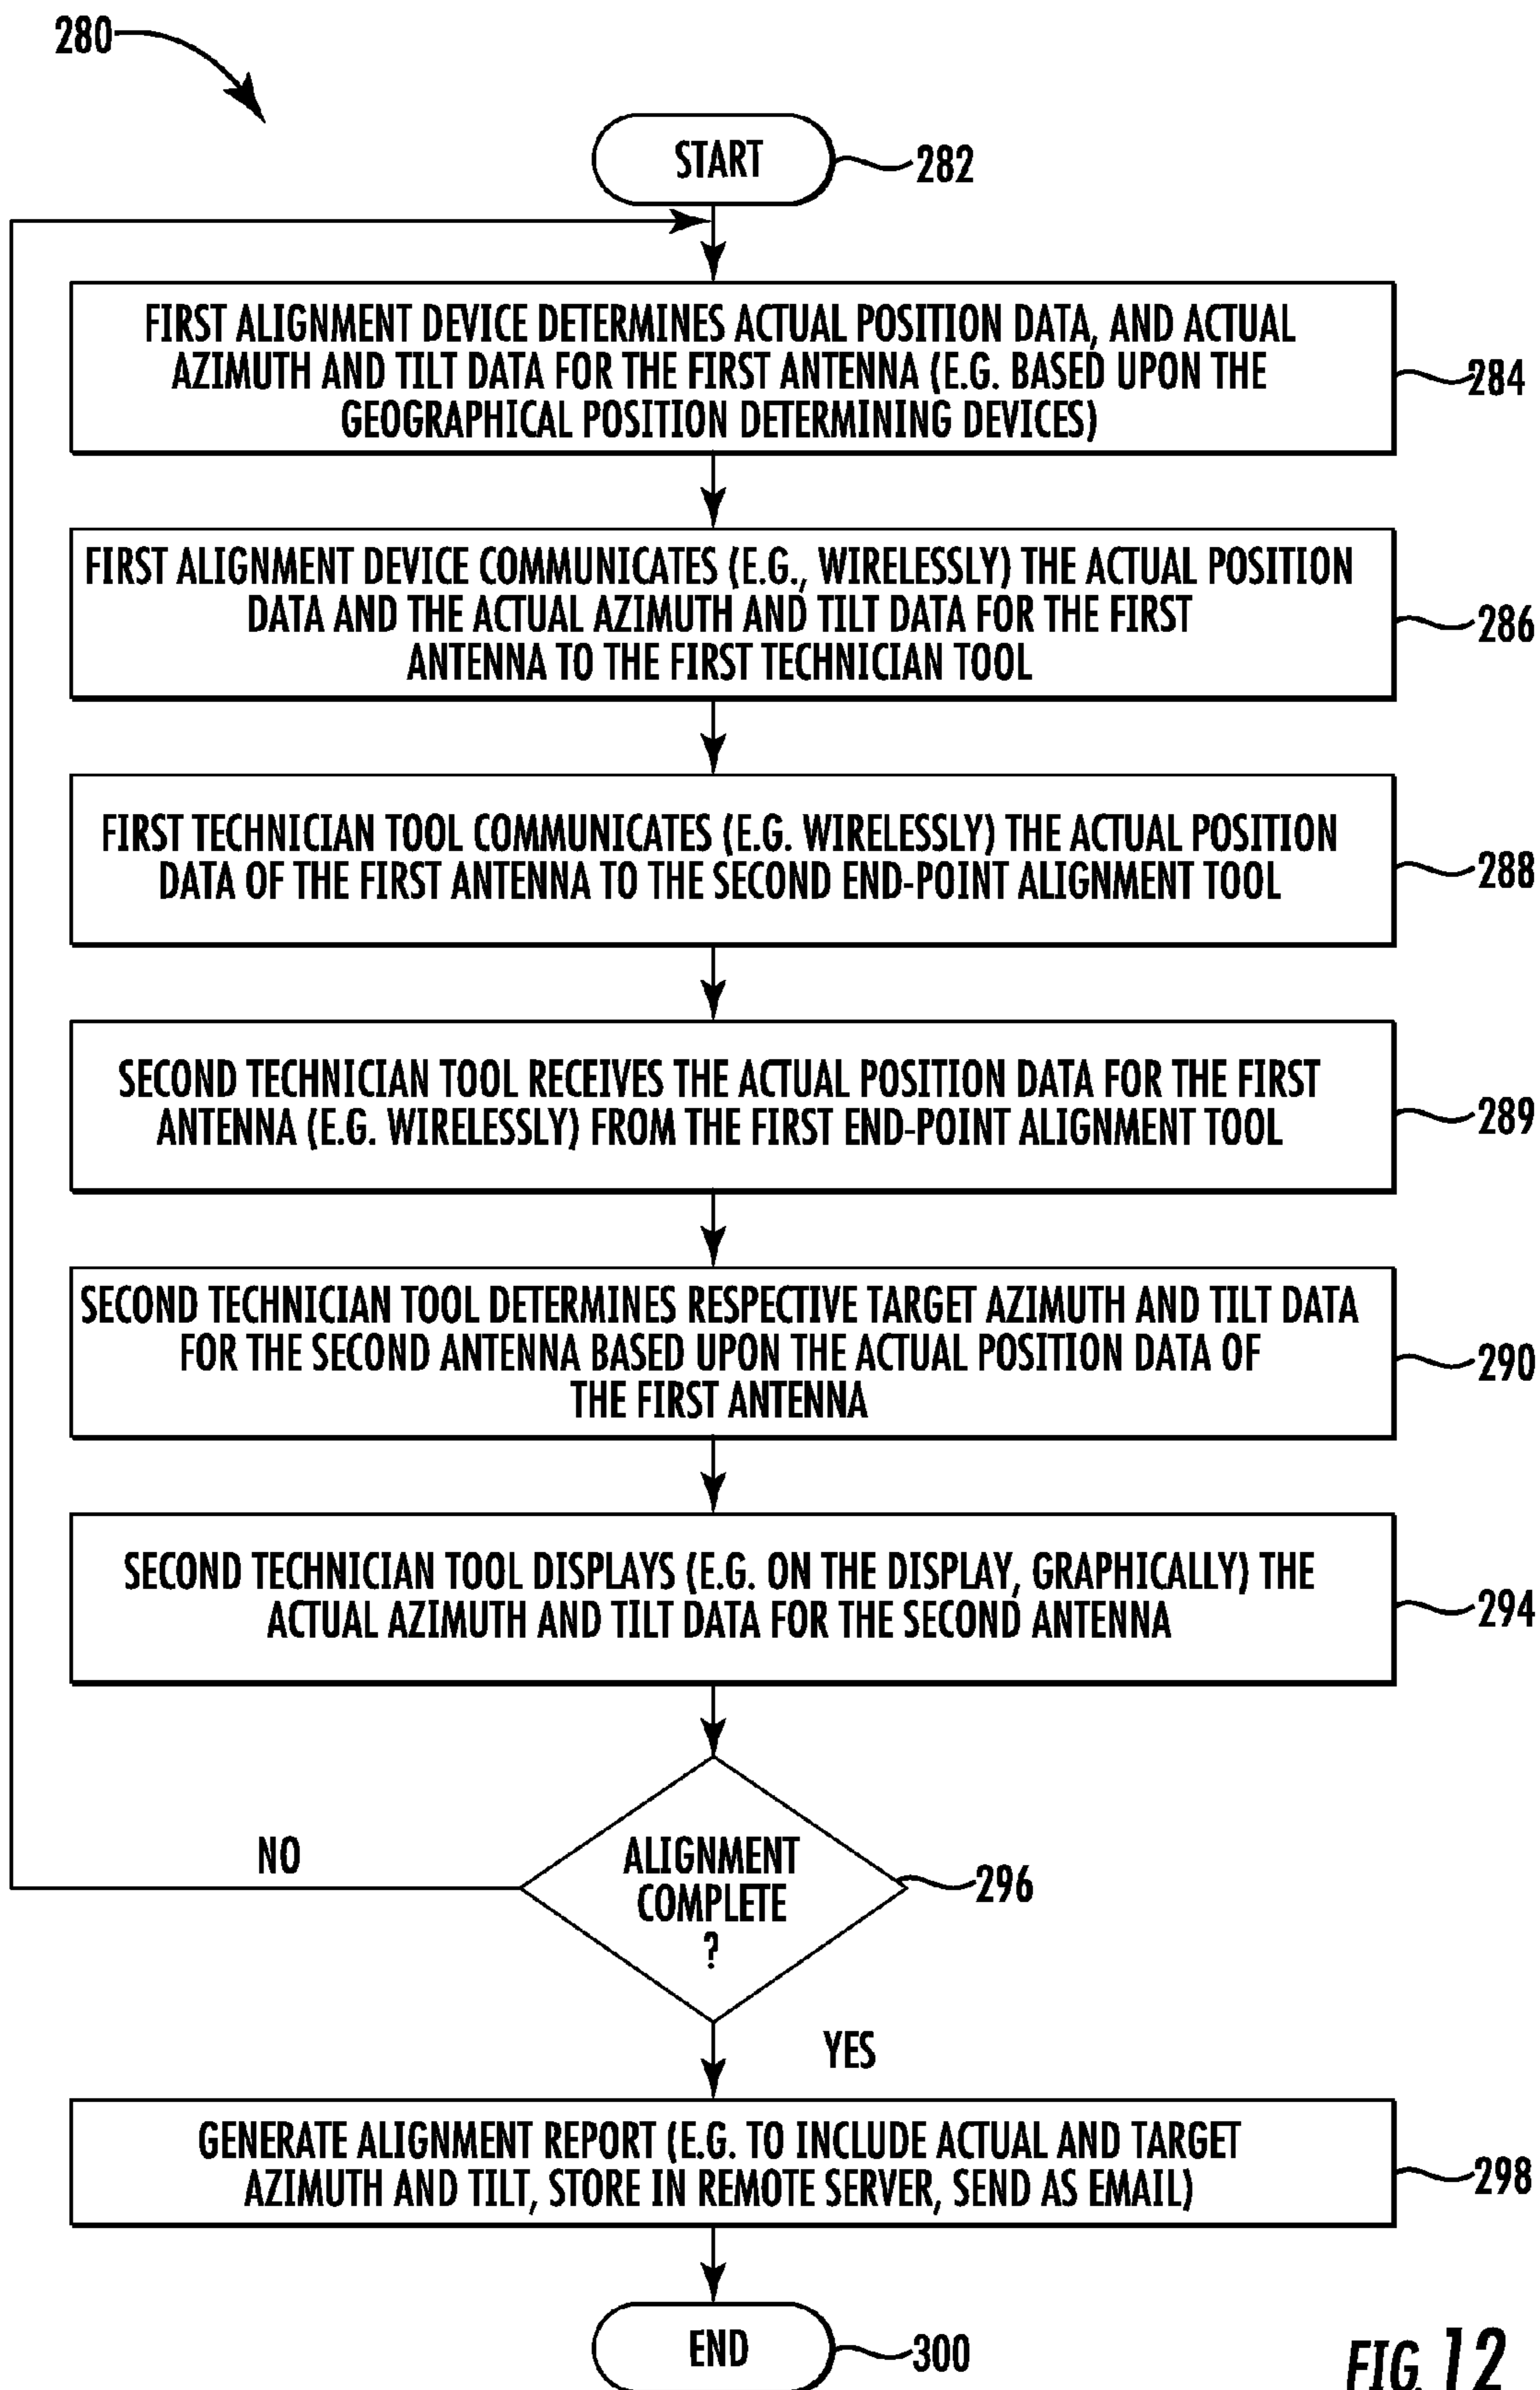 280
START
282
FIRST ALIGNMENT DEVICE DETERMINES ACTUAL POSITION DATA, AND ACTUAL
AZIMUTH AND TILT DATA FOR THE FIRST ANTENNA (E.G. BASED UPON THE
GEOGRAPHICAL POSITION DETERMINING DEVICES)
284
FIRST ALIGNMENT DEVICE COMMUNICATES (E.G., WIRELESSLY) THE ACTUAL POSITION
DATA AND THE ACTUAL AZIMUTH AND TILT DATA FOR THE FIRST
ANTENNA TO THE FIRST TECHNICIAN TOOL
286
FIRST TECHNICIAN TOOL COMMUNICATES (E.G. WIRELESSLY) THE ACTUAL POSITION
DATA OF THE FIRST ANTENNA TO THE SECOND END-POINT ALIGNMENT TOOL
288
SECOND TECHNICIAN TOOL RECEIVES THE ACTUAL POSITION DATA FOR THE FIRST
ANTENNA (E.G. WIRELESSLY) FROM THE FIRST END-POINT ALIGNMENT TOOL
289
SECOND TECHNICIAN TOOL DETERMINES RESPECTIVE TARGET AZIMUTH AND TILT DATA
FOR THE SECOND ANTENNA BASED UPON THE ACTUAL POSITION DATA OF
THE FIRST ANTENNA
290
SECOND TECHNICIAN TOOL DISPLAYS (E.G. ON THE DISPLAY, GRAPHICALLY) THE
ACTUAL AZIMUTH AND TILT DATA FOR THE SECOND ANTENNA
294
NO
ALIGNMENT
COMPLETE
?
296
YES
GENERATE ALIGNMENT REPORT (E.G. TO INCLUDE ACTUAL AND TARGET
AZIMUTH AND TILT, STORE IN REMOTE SERVER, SEND AS EMAIL)
298
END
300
FIG. 12